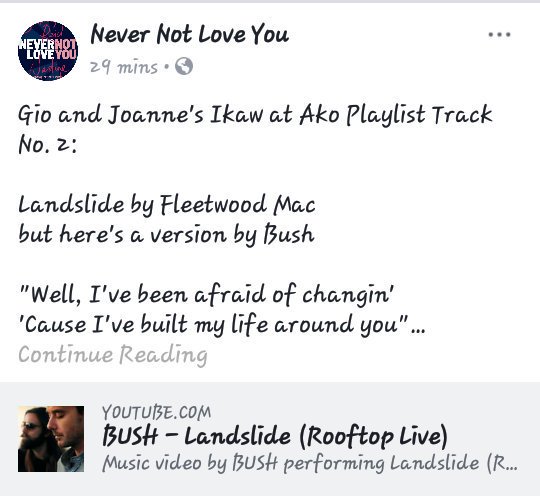 Never Not Love You
29 mins •
NEVER NOT
LOVE YOU
Gio and Joanne's Ikaw at Ako Playlist Track
No. 2:
Landslide by Fleetwood Mac
but here's a version by Bush
"Well, I've been afraid of changin'
'Cause I've built my life around you"...
Continue Reading
YOUTUBE.COM
BUSH - Landslide (Rooftop Live)
Music video by BUSH performing Landslide (R...